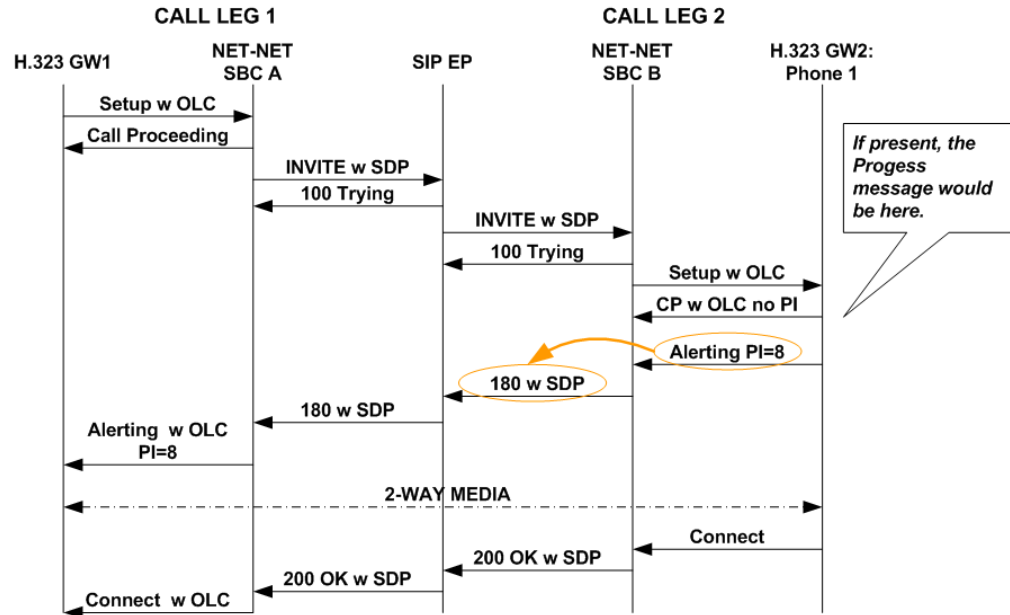 CALL LEG 1
CALL LEG 2
H.323 GW1
NET-NET
SBC A
SIP EP
NET-NET
SBC B
H.323 GW2:
Phone 1
Setup w OLC
Call Proceeding
If present, the
Progess
message would
be here.
INVITE w SDP
100 Trying
INVITE w SDP
100 Trying
Setup w OLC
CP w OLC no PI
Alerting PI=8
180 w SDP
180 w SDP
Alerting w OLC
PI=8
2-WAY MEDIA
Connect
200 OK w SDP
200 OK w SDP
Connect w OLC